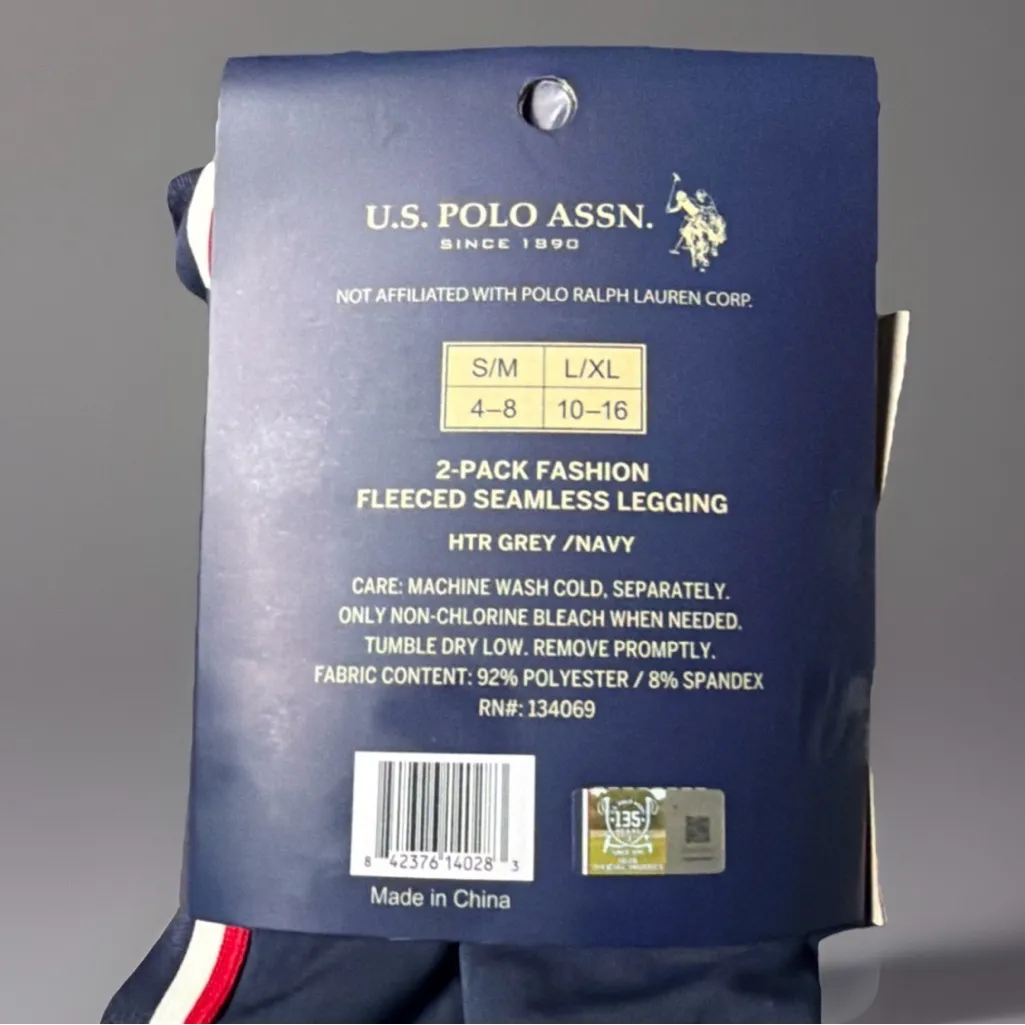 U.S. POLO ASSN.
SINCE 1890
NOT AFFILIATED WITH POLO RALPH LAUREN CORP.
S/M L/XL
4–8 10–16
2-PACK FASHION
FLEECED SEAMLESS LEGGING
HTR GREY /NAVY
CARE: MACHINE WASH COLD, SEPARATELY.
ONLY NON-CHLORINE BLEACH WHEN NEEDED.
TUMBLE DRY LOW. REMOVE PROMPTLY.
FABRIC CONTENT: 92% POLYESTER / 8% SPANDEX
RN#: 134069
135
YEARS
8 42376 14028 3
Made in China